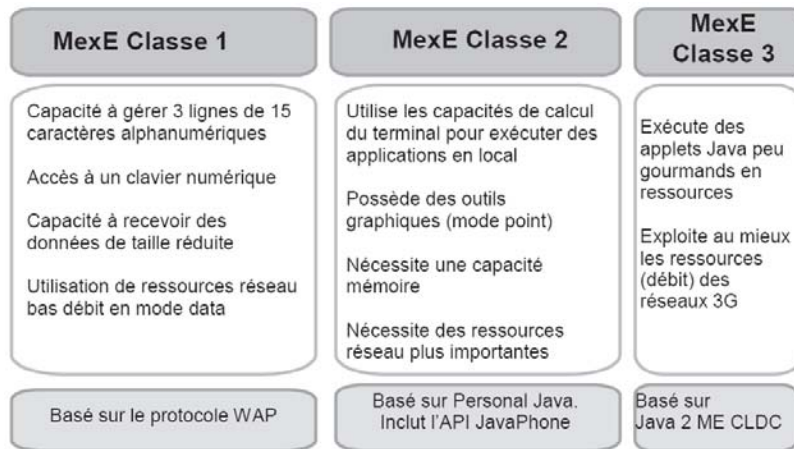 MexE Classe 1
Capacité à gérer 3 lignes de 15
caractères alphanumériques
Accès à un clavier numérique
Capacité à recevoir des
données de taille réduite
Utilisation de ressources réseau
bas débit en mode data
Basé sur le protocole WAP
MexE Classe 2
Utilise les capacités de calcul
du terminal pour exécuter des
applications en local
Possède des outils
graphiques (mode point)
Nécessite une capacité
mémoire
Nécessite des ressources
réseau plus importantes
Basé sur Personal Java.
Inclut l'API JavaPhone
MexE
Classe 3
Exécute des
applets Java peu
gourmands en
ressources
Exploite au mieux
les ressources
(débit) des
réseaux 3G
Basé sur
Java 2 ME CLDC